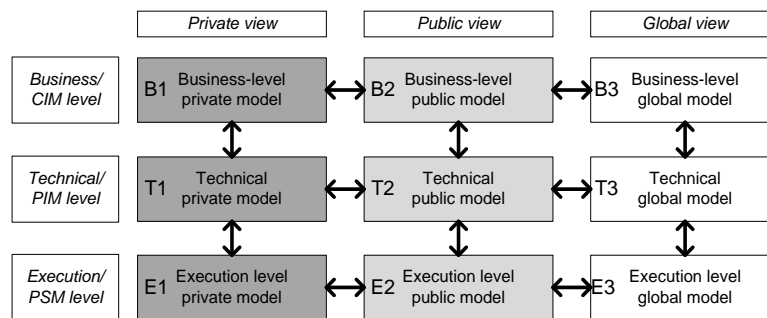 Private view
Public view
Global view
Business/
CIM level
B1 Business-level
private model
B2 Business-level
public model
B3 Business-level
global model
Technical/
PIM level
T1 Technical
private model
T2 Technical
public model
T3 Technical
global model
Execution/
PSM level
E1 Execution level
private model
E2 Execution level
public model
E3 Execution level
global model